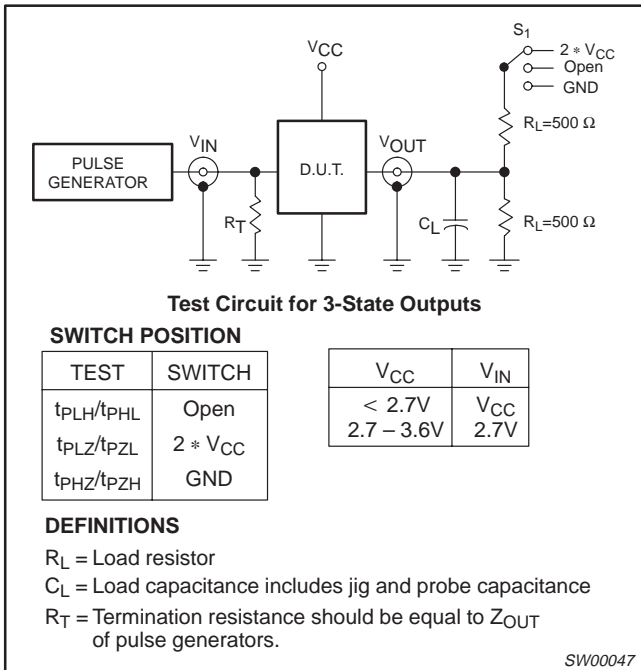 S1
VCC
2 * VCC
Open
GND
VIN
VOUT
RL=500 Ω
PULSE
GENERATOR
D.U.T.
RT
CL
RL=500 Ω
Test Circuit for 3-State Outputs
SWITCH POSITION
TEST SWITCH
tPLH/tPHL Open
tPLZ/tPZL 2 * VCC
tPHZ/tPZH GND
VCC VIN
< 2.7V VCC
2.7 – 3.6V 2.7V
DEFINITIONS
RL = Load resistor
CL = Load capacitance includes jig and probe capacitance
RT = Termination resistance should be equal to ZOUT
of pulse generators.
SW00047